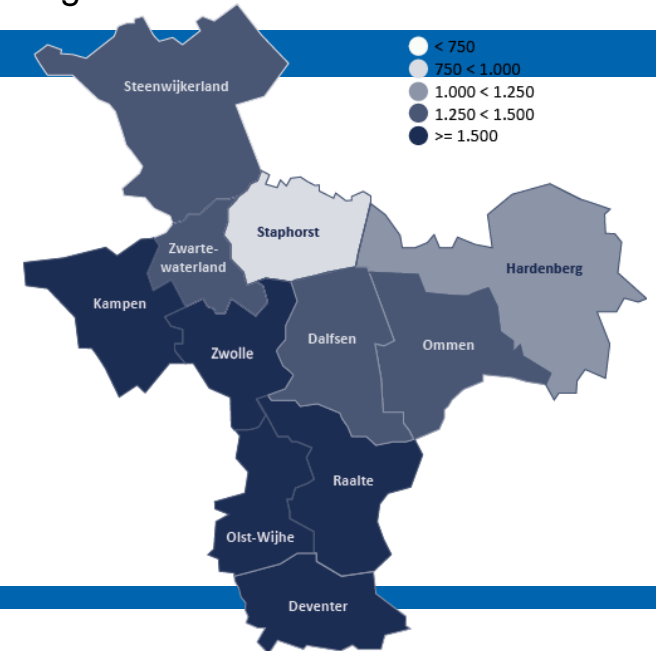 < 750
750 < 1.000
1.000 < 1.250
1.250 < 1.500
>= 1.500
Steenwijkerland
Staphorst
Zwarte-
waterland
Hardenberg
Kampen
Dalfsen
Ommen
Zwolle
Raalte
Olst-Wijhe
Deventer